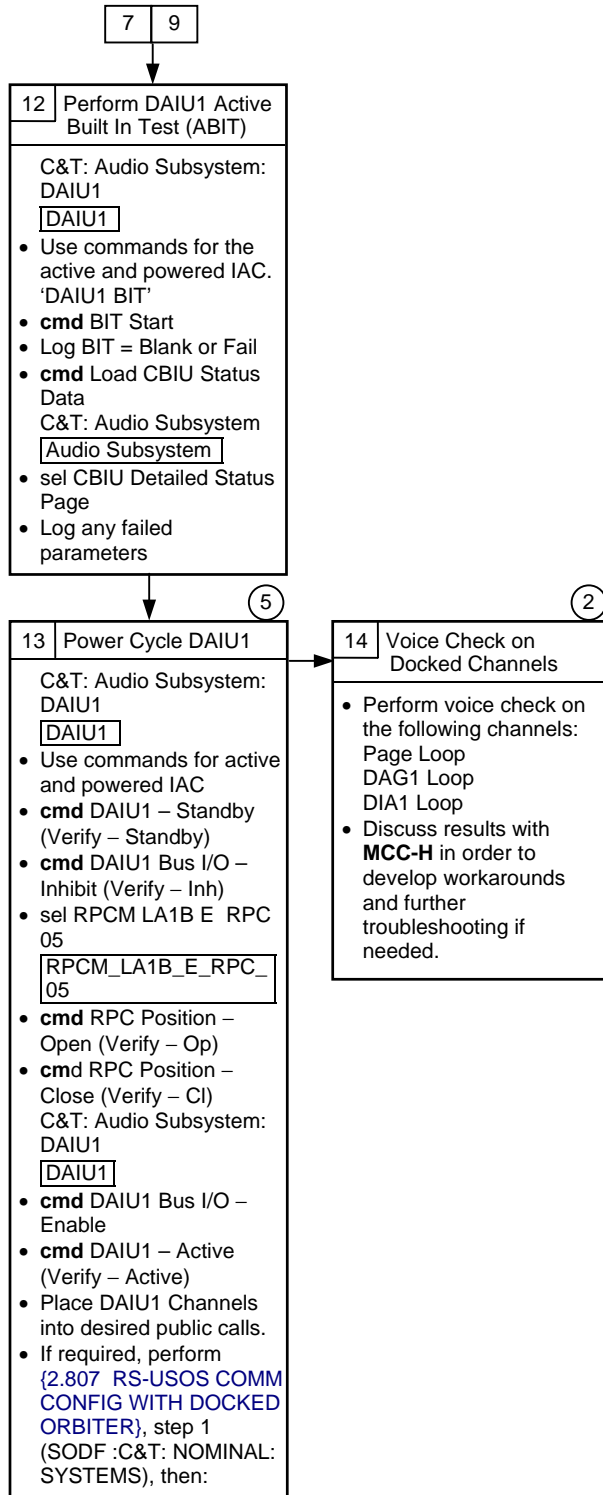 7 9
12 Perform DAIU1 Active
Built In Test (ABIT)
C&T: Audio Subsystem:
DAIU1
DAIU1
• Use commands for the
active and powered IAC.
‘DAIU1 BIT’
• cmd BIT Start
• Log BIT = Blank or Fail
• cmd Load CBIU Status
Data
C&T: Audio Subsystem
Audio Subsystem
• sel CBIU Detailed Status
Page
• Log any failed
parameters
5
13 Power Cycle DAIU1
C&T: Audio Subsystem:
DAIU1
DAIU1
• Use commands for active
and powered IAC
• cmd DAIU1 – Standby
(Verify – Standby)
• cmd DAIU1 Bus I/O –
Inhibit (Verify – Inh)
• sel RPCM LA1B E RPC
05
RPCM_LA1B_E_RPC_
05
• cmd RPC Position –
Open (Verify – Op)
• cmd RPC Position –
Close (Verify – Cl)
C&T: Audio Subsystem:
DAIU1
DAIU1
• cmd DAIU1 Bus I/O –
Enable
• cmd DAIU1 – Active
(Verify – Active)
• Place DAIU1 Channels
into desired public calls.
• If required, perform
{2.807 RS-USOS COMM
CONFIG WITH DOCKED
ORBITER}, step 1
(SODF :C&T: NOMINAL:
SYSTEMS), then:
2
14 Voice Check on
Docked Channels
• Perform voice check on
the following channels:
Page Loop
DAG1 Loop
DIA1 Loop
• Discuss results with
MCC-H in order to
develop workarounds
and further
troubleshooting if
needed.